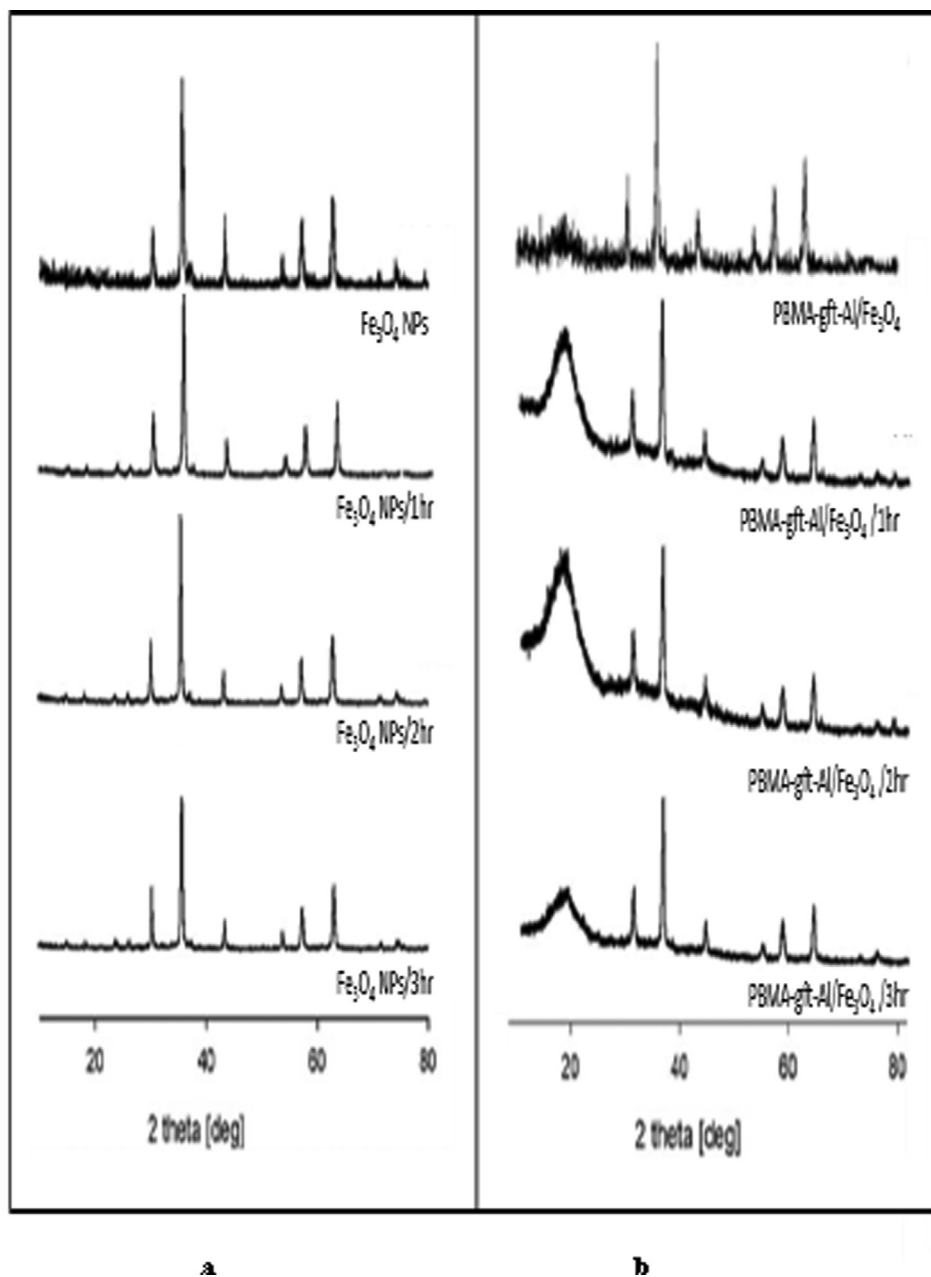 Fe₃O₄ NPs
Fe₃O₄ NPs/1hr
Fe₃O₄ NPs/2hr
Fe₃O₄ NPs/3hr
20 40 60 80
2 theta [deg]
PBMA-gft-Al/Fe₃O₄
PBMA-gft-Al/Fe₃O₄ /1hr
PBMA-gft-Al/Fe₃O₄ /2hr
PBMA-gft-Al/Fe₃O₄ /3hr
20 40 60 80
2 theta [deg]
a b